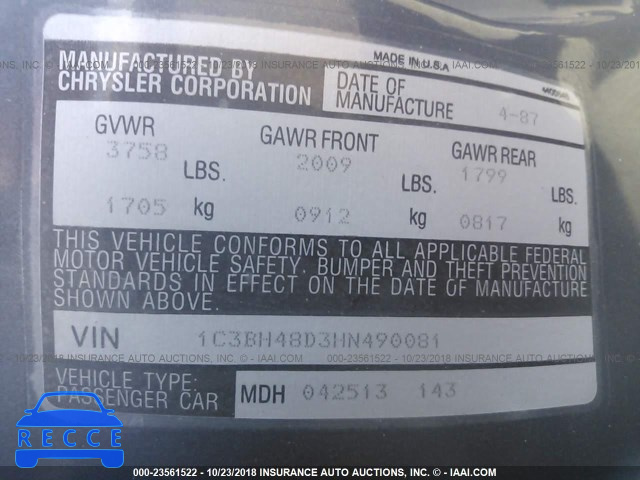 MADE IN U.S.A
MANUFACTURED BY
CHRYSLER CORPORATION
DATE OF
MANUFACTURE
4-87
GVWR
GAWR FRONT
GAWR REAR
3758 LBS.
2009 LBS.
1799 LBS.
1705 kg
0912 kg
0817 kg
THIS VEHICLE CONFORMS TO ALL APPLICABLE FEDERAL
MOTOR VEHICLE SAFETY, BUMPER AND THEFT PREVENTION
STANDARDS IN EFFECT ON THE DATE OF MANUFACTURE
SHOWN ABOVE.
VIN 1C3BH48D3HN490081
VEHICLE TYPE:
PASSENGER CAR
MDH 042513 143
RECCE
000-23561522 - 10/23/2018 INSURANCE AUTO AUCTIONS, INC. - © - IAAI.COM